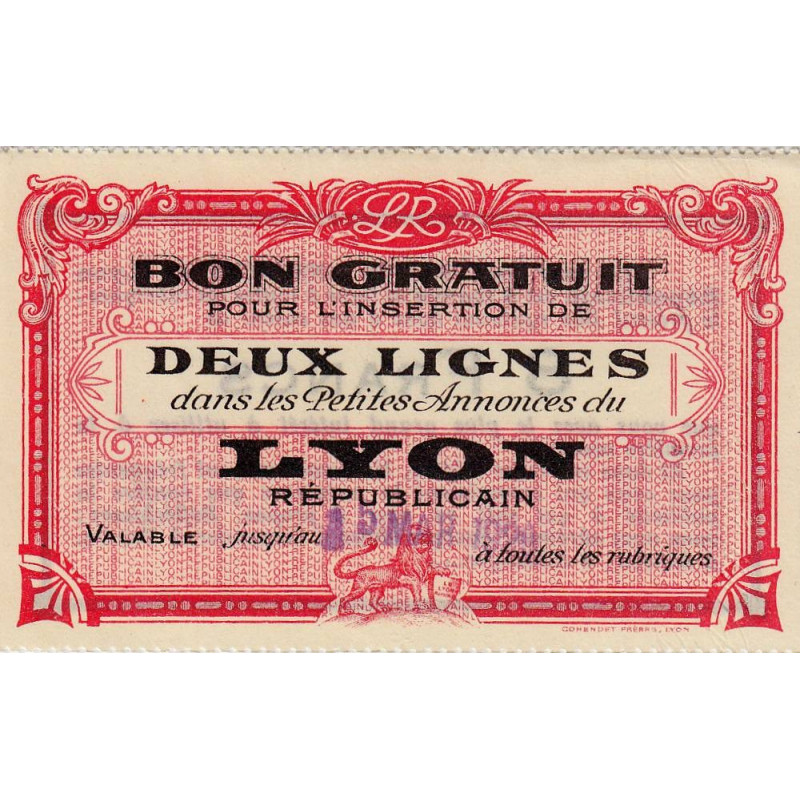 LR
BON GRATUIT
POUR L'INSERTION DE
DEUX LIGNES
dans les Petites Annonces du
LYON
RÉPUBLICAIN
VALABLE jusqu'au à toutes les rubriques
COHENDET FRÈRES, LYON